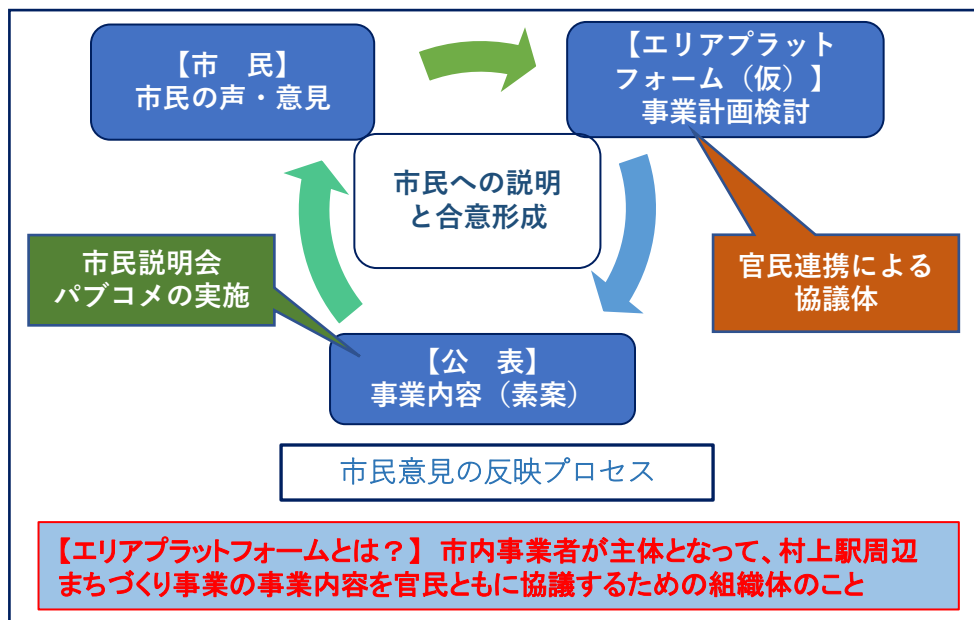 【市　民】
市民の声・意見
【エリアプラット
フォーム（仮）】
事業計画検討
市民への説明
と合意形成
市民説明会
パブコメの実施
官民連携による
協議体
【公　表】
事業内容（素案）
市民意見の反映プロセス
【エリアプラットフォームとは？】 市内事業者が主体となって、村上駅周辺
まちづくり事業の事業内容を官民ともに協議するための組織体のこと